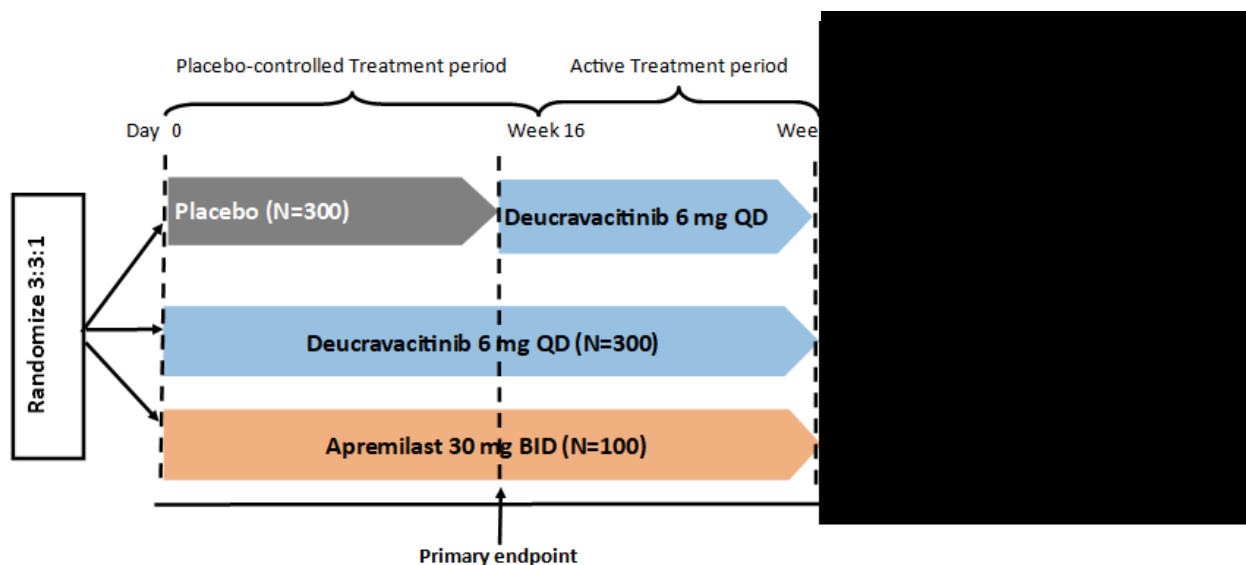 Placebo-controlled Treatment period
Active Treatment period
Day 0
Week 16
Randomize 3:3:1
Placebo (N=300)
Deucravacitinib 6 mg QD
Deucravacitinib 6 mg QD (N=300)
Apremilast 30 mg BID (N=100)
Primary endpoint